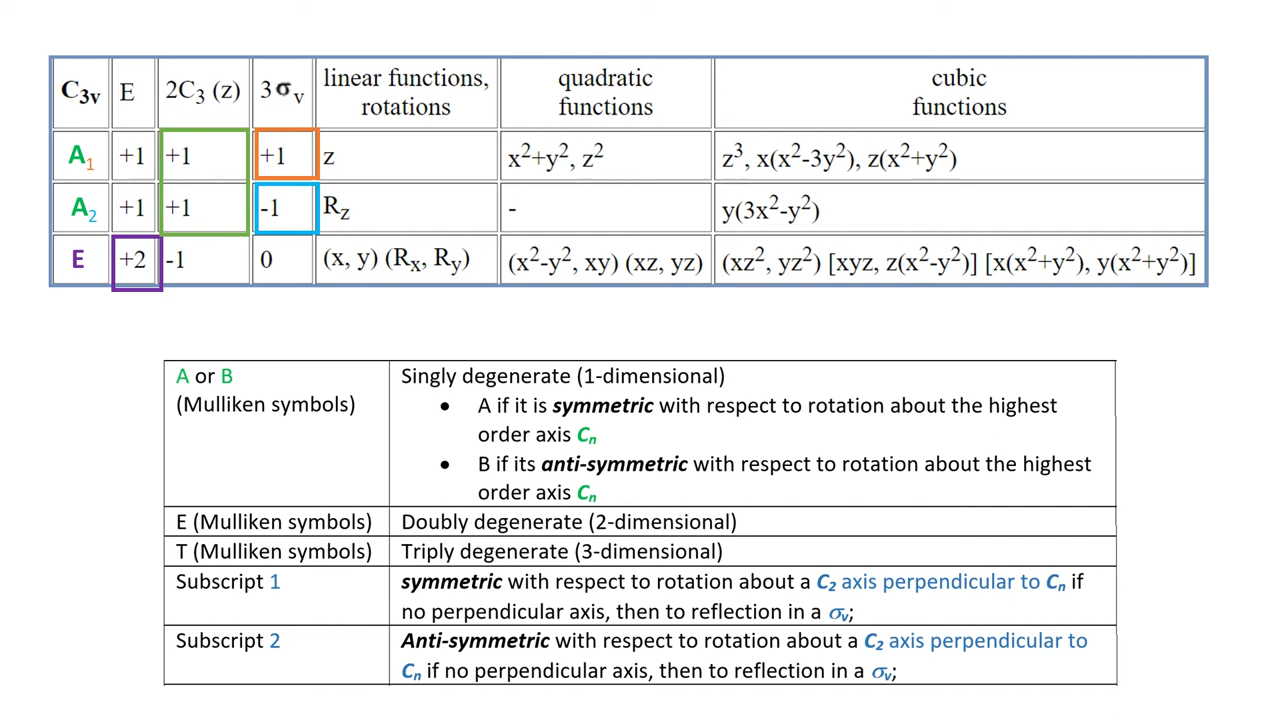 C3v E 2C3 (z) 3σv linear functions, rotations quadratic functions cubic functions
A1 +1 +1 +1 z x²+y², z² z³, x(x²-3y²), z(x²+y²)
A2 +1 +1 -1 Rz - y(3x²-y²)
E +2 -1 0 (x, y) (Rx, Ry) (x²-y², xy) (xz, yz) (xz², yz²) [xyz, z(x²-y²)] [x(x²+y²), y(x²+y²)]
A or B
(Mulliken symbols)
Singly degenerate (1-dimensional)
• A if it is symmetric with respect to rotation about the highest
order axis Cn
• B if its anti-symmetric with respect to rotation about the highest
order axis Cn
E (Mulliken symbols) Doubly degenerate (2-dimensional)
T (Mulliken symbols) Triply degenerate (3-dimensional)
Subscript 1 symmetric with respect to rotation about a C2 axis perpendicular to Cn if
no perpendicular axis, then to reflection in a σv;
Subscript 2 Anti-symmetric with respect to rotation about a C2 axis perpendicular to
Cn if no perpendicular axis, then to reflection in a σv;